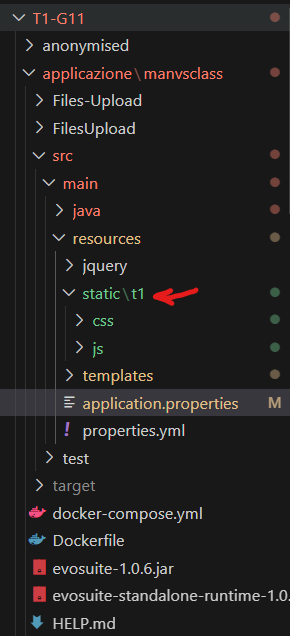 T1-G11
anonymised
applicazione\manvsclass
Files-Upload
FilesUpload
src
main
java
resources
jquery
static\t1
css
js
templates
application.properties M
! properties.yml
test
target
docker-compose.yml
Dockerfile
evosuite-1.0.6.jar
evosuite-standalone-runtime-1.0.
HELP.md